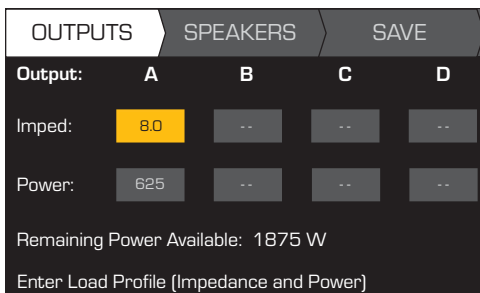 OUTPUTS SPEAKERS SAVE
Output: A B C D
Imped: 8.0 -- -- --
Power: 625 -- -- --
Remaining Power Available: 1875 W
Enter Load Profile (Impedance and Power)